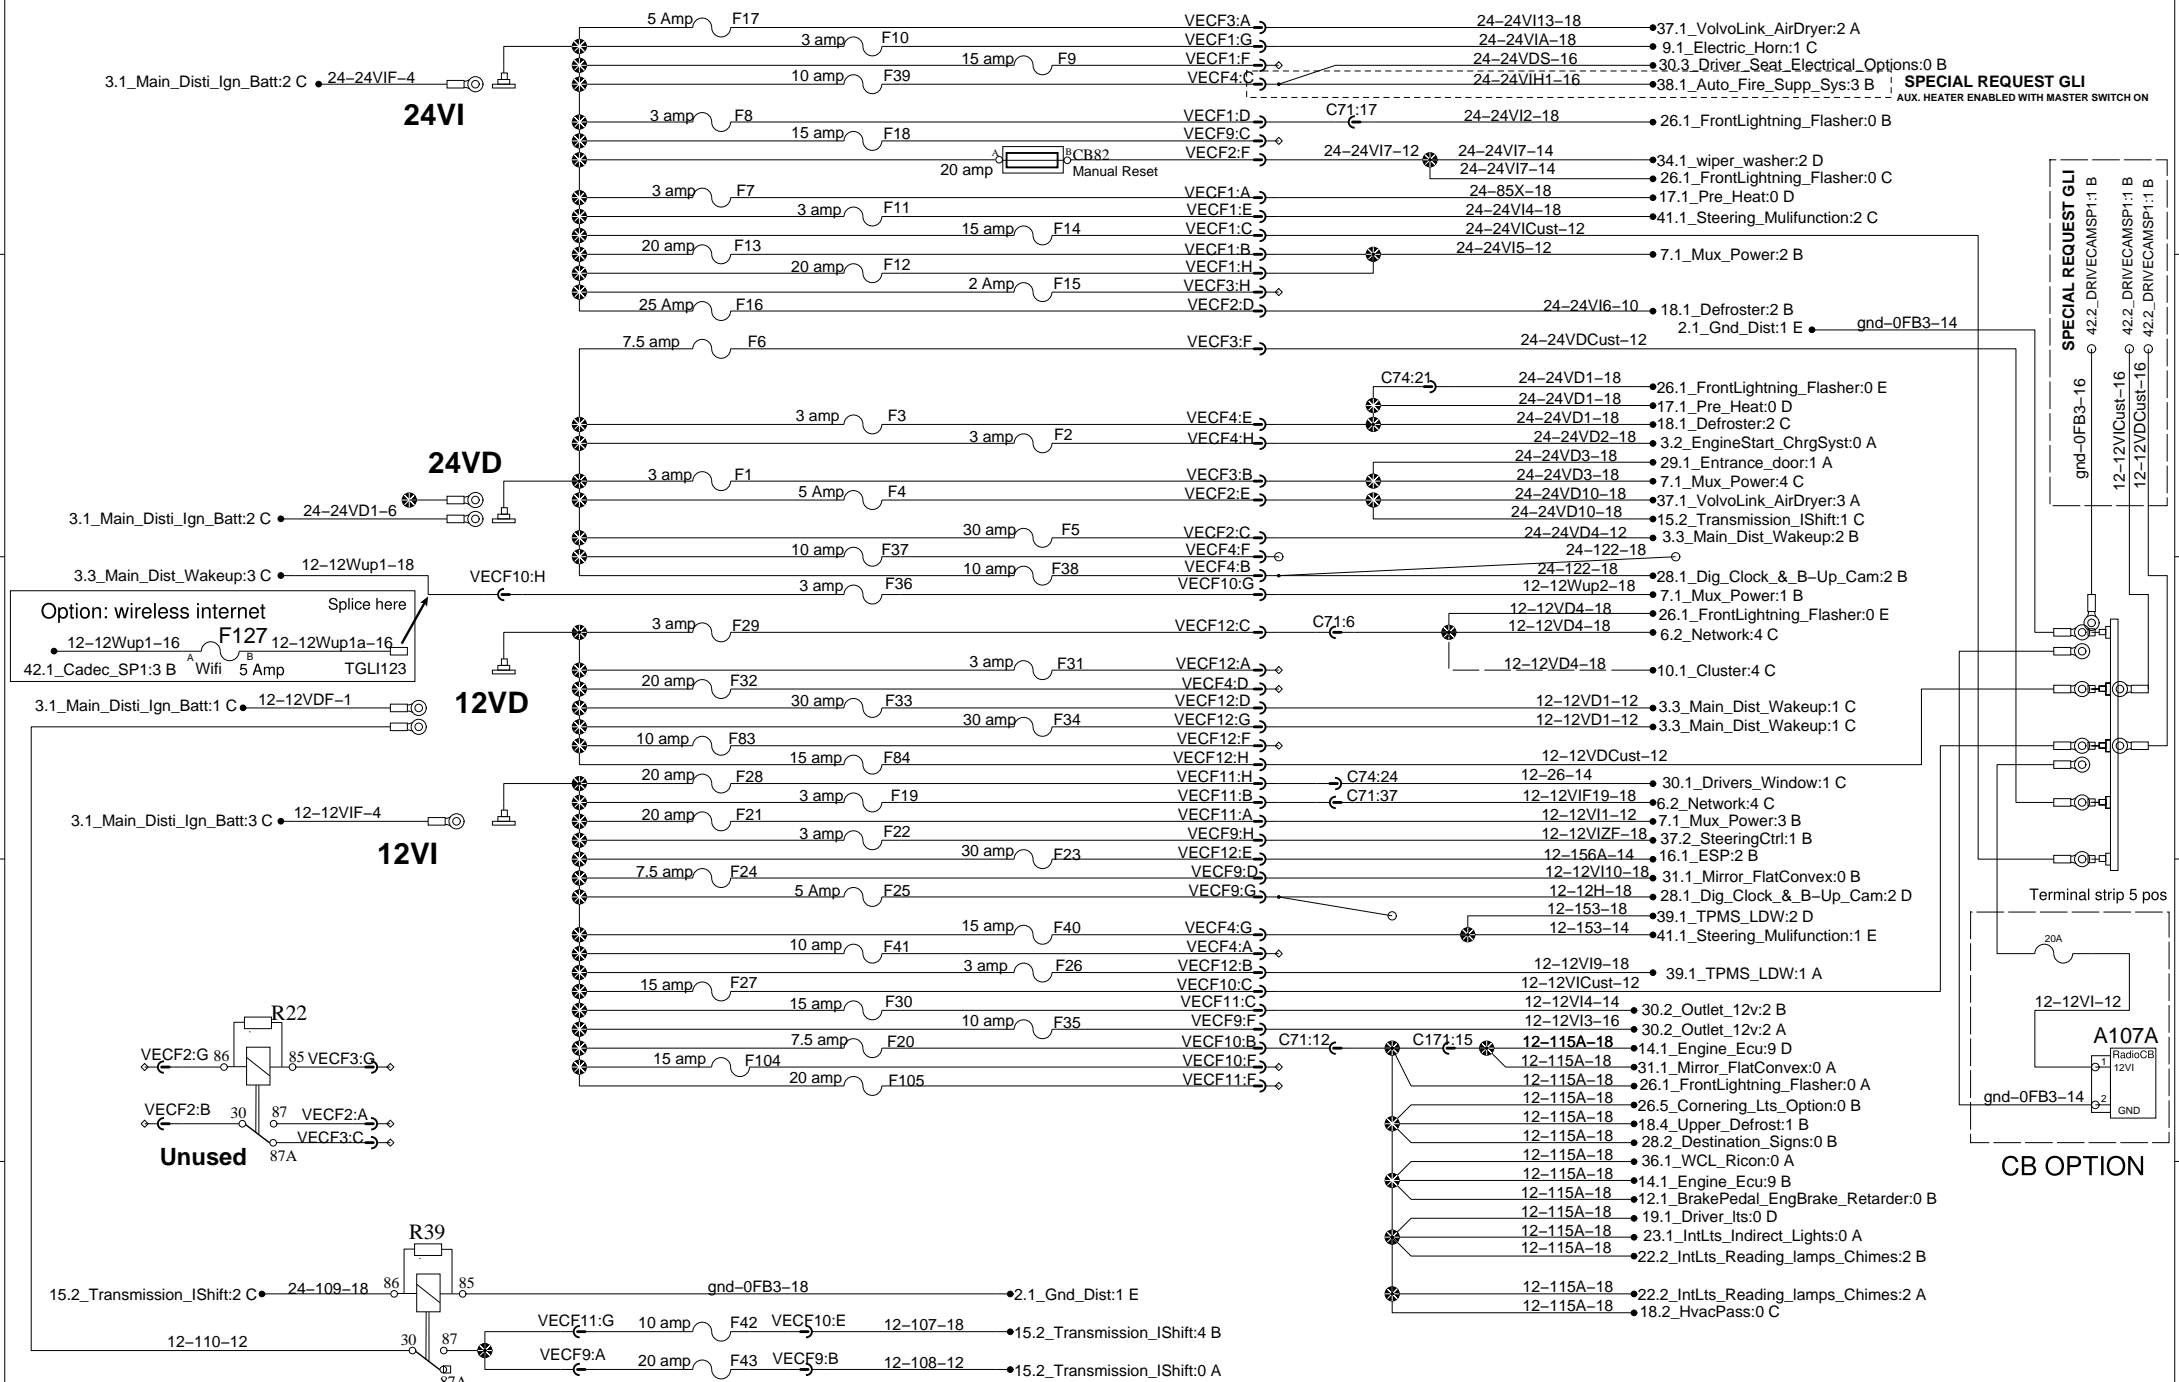 5 Amp F17 VECF3:A 24-24VI13-18 37.1_VolvoLink_AirDryer:2 A
3 amp F10 VECF1:G 24-24VIA-18 9.1_Electric_Horn:1 C
15 amp F9 VECF1:F 24-24VDS-16 30.3_Driver_Seat_Electrical_Options:0 B
3.1_Main_Disti_Ign_Batt:2 C 24-24VIF-4 10 amp F39 VECF4:C 24-24VIH1-16 38.1_Auto_Fire_Supp_Sys:3 B SPECIAL REQUEST GLI
AUX. HEATER ENABLED WITH MASTER SWITCH ON
24VI
3 amp F8 VECF1:D C71:17 24-24VI2-18 26.1_FrontLightning_Flasher:0 B
15 amp F18 VECF9:C
20 amp A B CB82 VECF2:F 24-24VI7-12 24-24VI7-14 34.1_wiper_washer:2 D
Manual Reset 24-24VI7-14 26.1_FrontLightning_Flasher:0 C
3 amp F7 VECF1:A 24-85X-18 17.1_Pre_Heat:0 D
3 amp F11 VECF1:E 24-24VI4-18 41.1_Steering_Mulifunction:2 C
15 amp F14 VECF1:C 24-24VICust-12
20 amp F13 VECF1:B 24-24VI5-12 7.1_Mux_Power:2 B
20 amp F12 VECF1:H
2 Amp F15 VECF3:H
25 Amp F16 VECF2:D 24-24VI6-10 18.1_Defroster:2 B
2.1_Gnd_Dist:1 E gnd-0FB3-14
SPECIAL REQUEST GLI
42.2_DRIVECAMSP1:1 B
42.2_DRIVECAMSP1:1 B
42.2_DRIVECAMSP1:1 B
gnd-0FB3-16
12-12VICust-16
12-12VDCust-16
7.5 amp F6 VECF3:F 24-24VDCust-12
C74:21 24-24VD1-18 26.1_FrontLightning_Flasher:0 E
24-24VD1-18 17.1_Pre_Heat:0 D
3 amp F3 VECF4:E 24-24VD1-18 18.1_Defroster:2 C
3 amp F2 VECF4:H 24-24VD2-18 3.2_EngineStart_ChrgSyst:0 A
24VD
24-24VD3-18 29.1_Entrance_door:1 A
3 amp F1 VECF3:B 24-24VD3-18 7.1_Mux_Power:4 C
5 Amp F4 VECF2:E 24-24VD10-18 37.1_VolvoLink_AirDryer:3 A
3.1_Main_Disti_Ign_Batt:2 C 24-24VD1-6 24-24VD10-18 15.2_Transmission_IShift:1 C
30 amp F5 VECF2:C 24-24VD4-12 3.3_Main_Dist_Wakeup:2 B
10 amp F37 VECF4:F 24-122-18
10 amp F38 VECF4:B 24-122-18 28.1_Dig_Clock_&_B-Up_Cam:2 B
3.3_Main_Dist_Wakeup:3 C 12-12Wup1-18 VECF10:H 3 amp F36 VECF10:G 12-12Wup2-18 7.1_Mux_Power:1 B
Option: wireless internet Splice here
12-12Wup1-16 F127 12-12Wup1a-16
42.1_Cadec_SP1:3 B A Wifi B 5 Amp TGLI123
12-12VD4-18 26.1_FrontLightning_Flasher:0 E
3 amp F29 VECF12:C C71:6 12-12VD4-18 6.2_Network:4 C
3 amp F31 VECF12:A 12-12VD4-18 10.1_Cluster:4 C
12VD
20 amp F32 VECF4:D
3.1_Main_Disti_Ign_Batt:1 C 12-12VDF-1 30 amp F33 VECF12:D 12-12VD1-12 3.3_Main_Dist_Wakeup:1 C
30 amp F34 VECF12:G 12-12VD1-12 3.3_Main_Dist_Wakeup:1 C
10 amp F83 VECF12:F
15 amp F84 VECF12:H 12-12VDCust-12
20 amp F28 VECF11:H C74:24 12-26-14 30.1_Drivers_Window:1 C
3 amp F19 VECF11:B C71:37 12-12VIF19-18 6.2_Network:4 C
3.1_Main_Disti_Ign_Batt:3 C 12-12VIF-4 20 amp F21 VECF11:A 12-12VI1-12 7.1_Mux_Power:3 B
3 amp F22 VECF9:H 12-12VIZF-18 37.2_SteeringCtrl:1 B
12VI
30 amp F23 VECF12:E 12-156A-14 16.1_ESP:2 B
7.5 amp F24 VECF9:D 12-12VI10-18 31.1_Mirror_FlatConvex:0 B
5 Amp F25 VECF9:G 12-12H-18 28.1_Dig_Clock_&_B-Up_Cam:2 D
12-153-18 39.1_TPMS_LDW:2 D
15 amp F40 VECF4:G 12-153-14 41.1_Steering_Mulifunction:1 E
10 amp F41 VECF4:A
3 amp F26 VECF12:B 12-12VI9-18 39.1_TPMS_LDW:1 A
15 amp F27 VECF10:C 12-12VICust-12
15 amp F30 VECF11:C 12-12VI4-14 30.2_Outlet_12v:2 B
10 amp F35 VECF9:F 12-12VI3-16 30.2_Outlet_12v:2 A
7.5 amp F20 VECF10:B C71:12 C171:15 12-115A-18 14.1_Engine_Ecu:9 D
15 amp F104 VECF10:F 12-115A-18 31.1_Mirror_FlatConvex:0 A
20 amp F105 VECF11:F 12-115A-18 26.1_FrontLightning_Flasher:0 A
12-115A-18 26.5_Cornering_Lts_Option:0 B
12-115A-18 18.4_Upper_Defrost:1 B
12-115A-18 28.2_Destination_Signs:0 B
12-115A-18 36.1_WCL_Ricon:0 A
12-115A-18 14.1_Engine_Ecu:9 B
12-115A-18 12.1_BrakePedal_EngBrake_Retarder:0 B
12-115A-18 19.1_Driver_lts:0 D
12-115A-18 23.1_IntLts_Indirect_Lights:0 A
12-115A-18 22.2_IntLts_Reading_lamps_Chimes:2 B
12-115A-18 22.2_IntLts_Reading_lamps_Chimes:2 A
12-115A-18 18.2_HvacPass:0 C
Terminal strip 5 pos
20A
12-12VI-12
A107A
RadioCB
1 12VI
gnd-0FB3-14 2
GND
CB OPTION
R22
VECF2:G 86 85 VECF3:G
VECF2:B 30 87 VECF2:A
VECF3:C
87A
Unused
R39
15.2_Transmission_IShift:2 C 24-109-18 86 85 gnd-0FB3-18 2.1_Gnd_Dist:1 E
VECF11:G 10 amp F42 VECF10:E 12-107-18 15.2_Transmission_IShift:4 B
12-110-12 30 87
VECF9:A 20 amp F43 VECF9:B 12-108-12 15.2_Transmission_IShift:0 A
87A